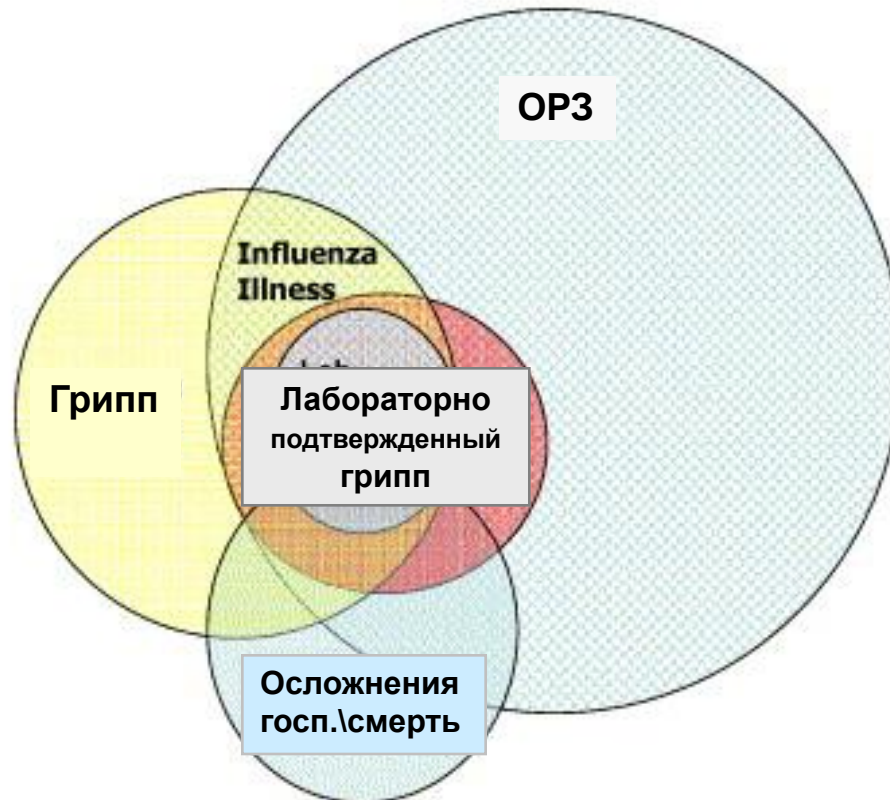 ОРЗ
Influenza
Illness
Грипп
Лабораторно
подтвержденный
грипп
Осложнения
госп.\смерть